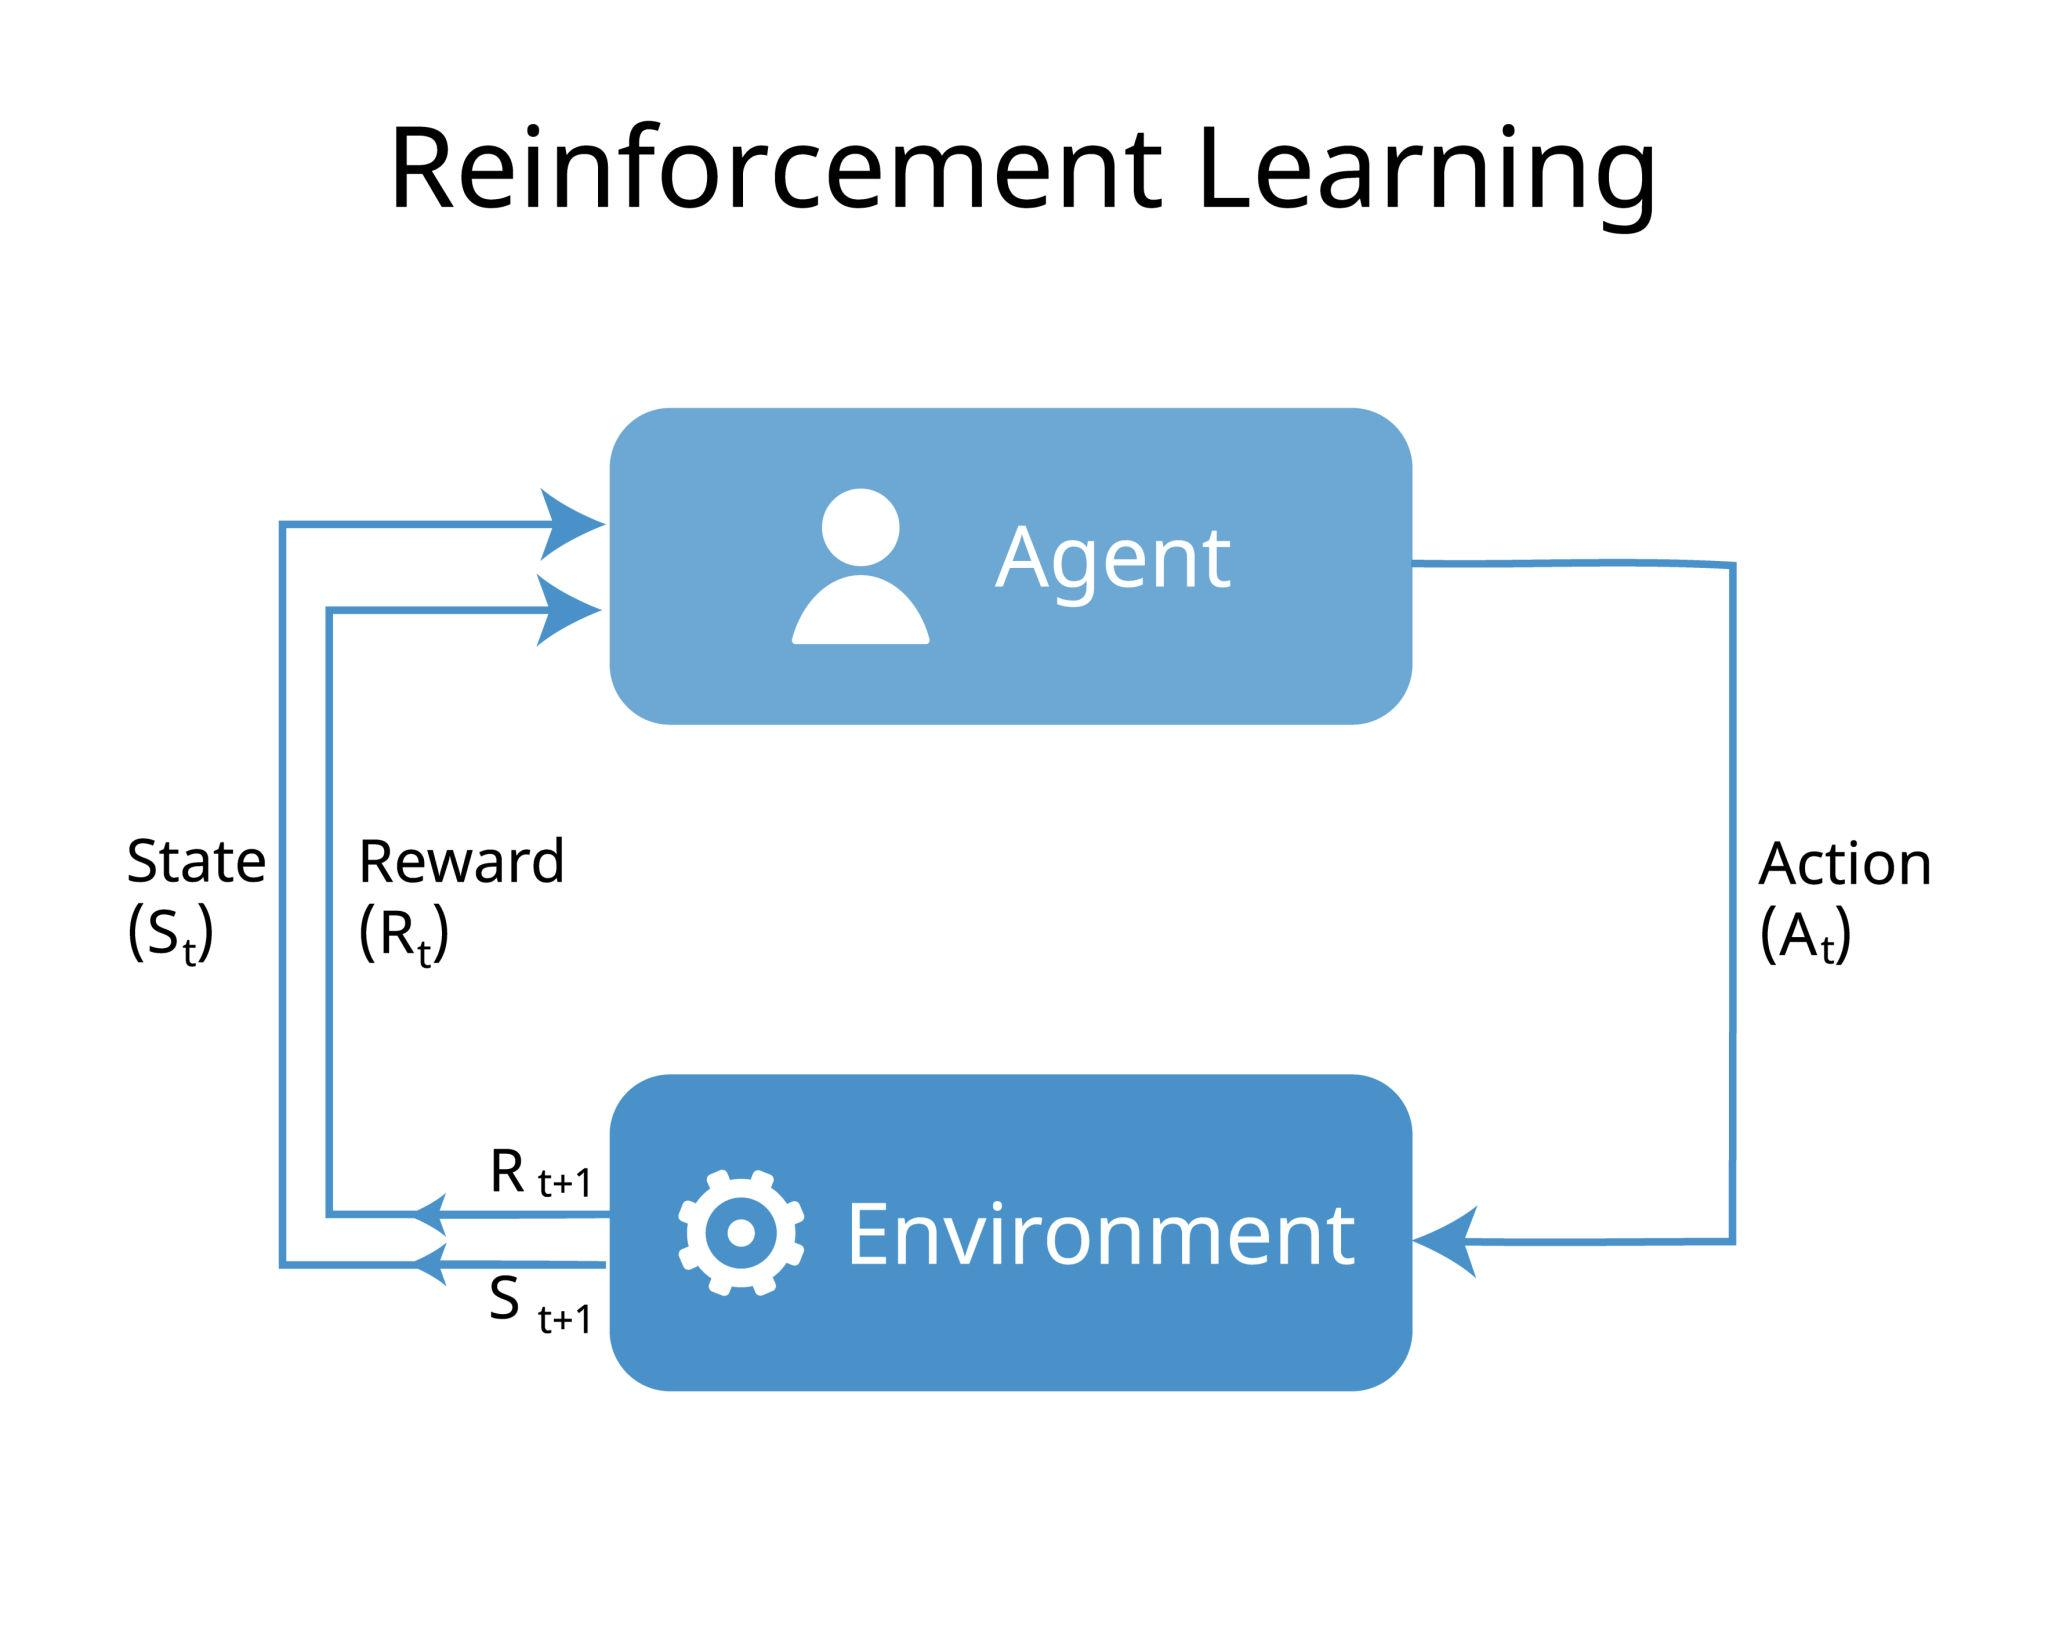 Reinforcement Learning
Agent
State
(St)
Reward
(Rt)
Action
(At)
R t+1
Environment
S t+1